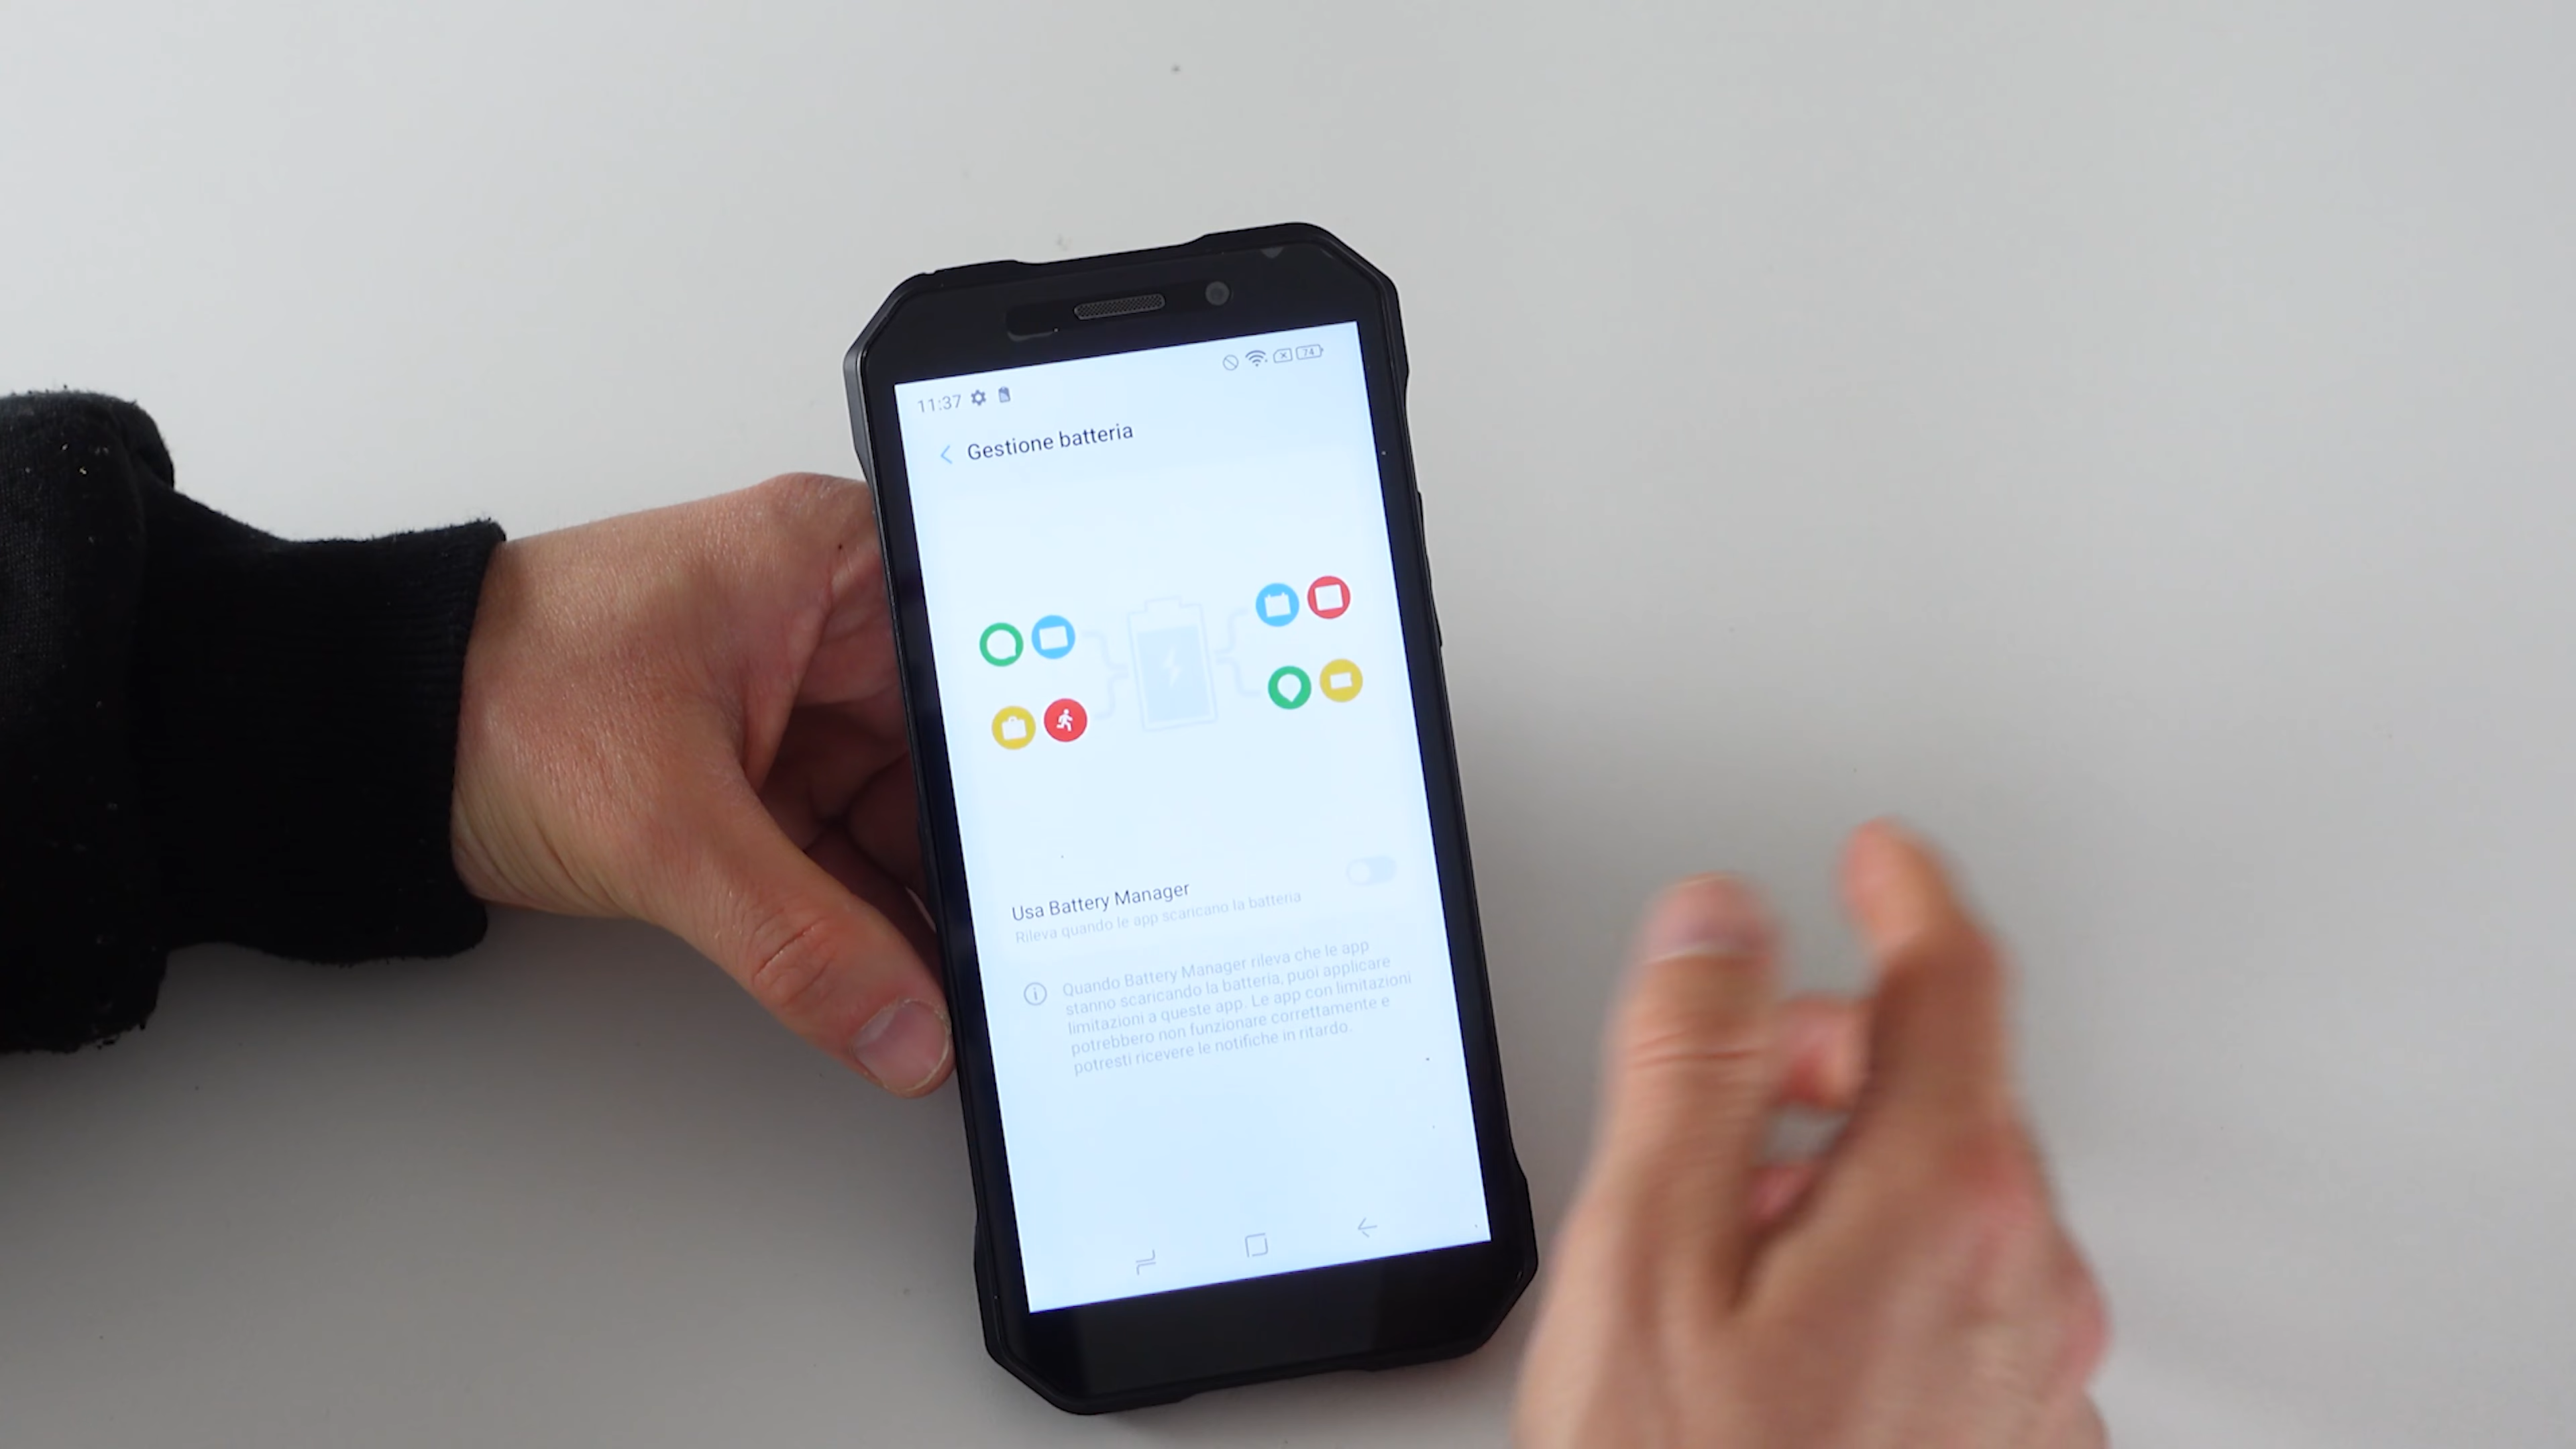 11:37
74
Gestione batteria
Usa Battery Manager
Rileva quando le app scaricano la batteria
Quando Battery Manager rileva che le app
stanno scaricando la batteria, puoi applicare
limitazioni a queste app. Le app con limitazioni
potrebbero non funzionare correttamente e
potresti ricevere le notifiche in ritardo.